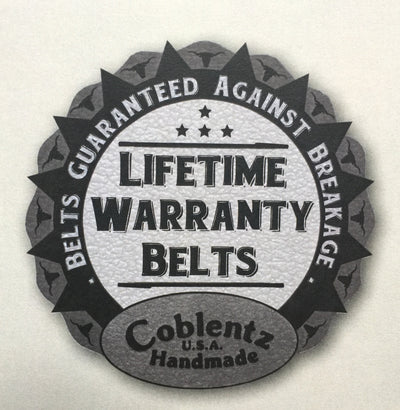 · Belts Guaranteed Against Breakage ·
Lifetime
Warranty
Belts
Coblentz
U.S.A.
Handmade